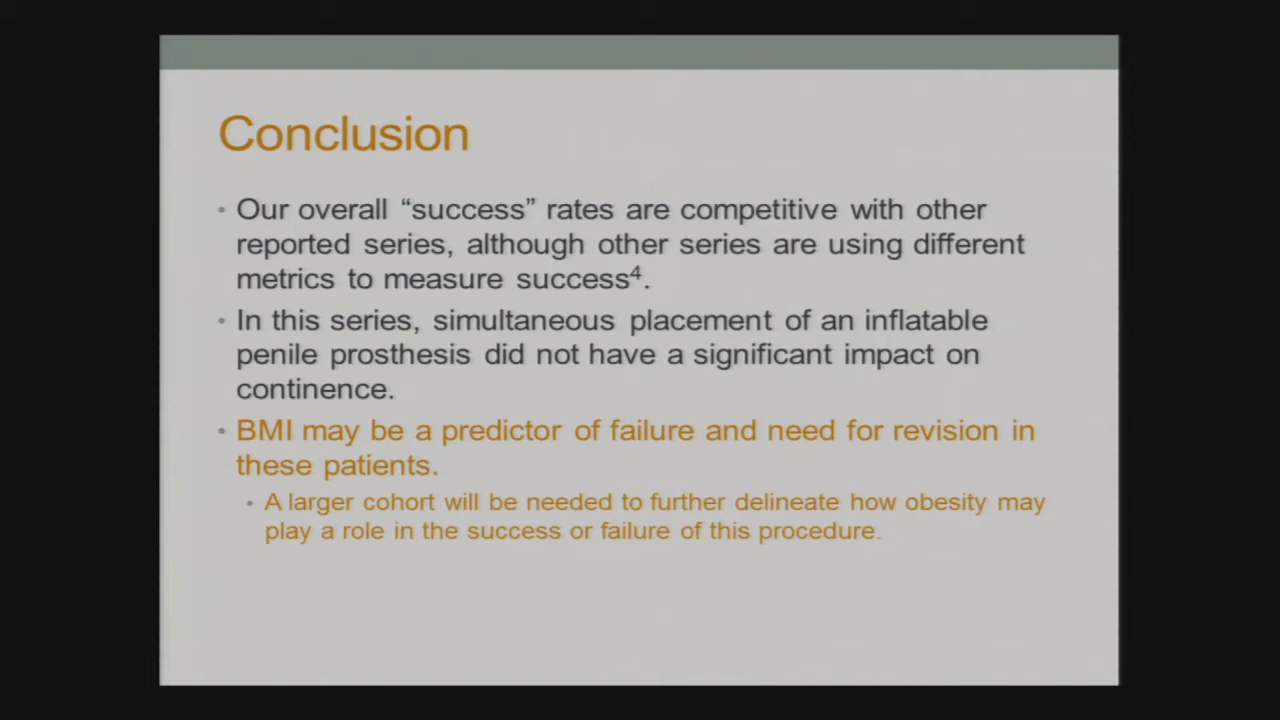 Conclusion
• Our overall “success” rates are competitive with other
reported series, although other series are using different
metrics to measure success⁴.
• In this series, simultaneous placement of an inflatable
penile prosthesis did not have a significant impact on
continence.
• BMI may be a predictor of failure and need for revision in
these patients.
• A larger cohort will be needed to further delineate how obesity may
play a role in the success or failure of this procedure.